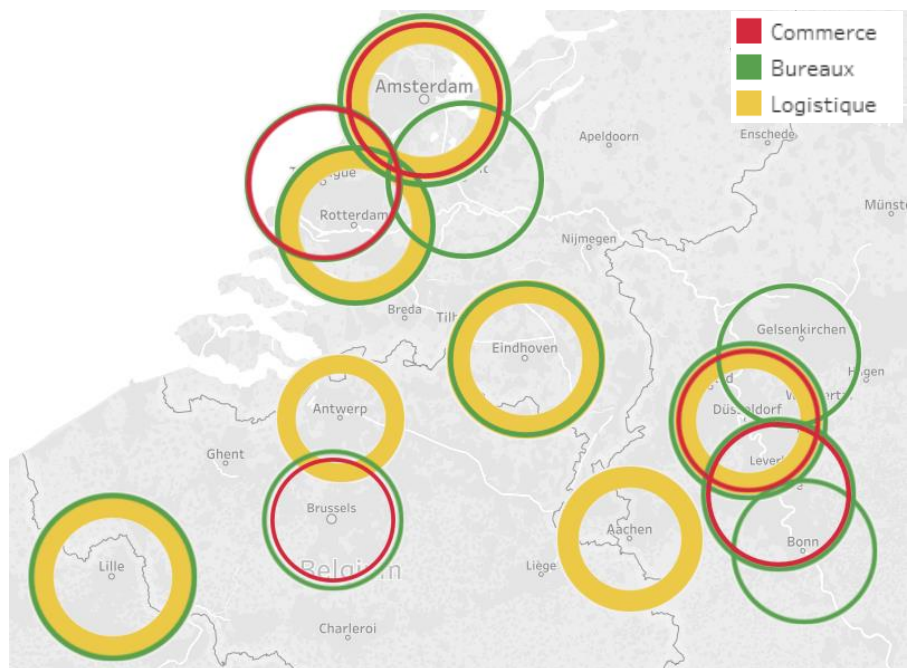 Commerce
Bureaux
Logistique
Amsterdam
Apeldoorn
Enschede
Rotterdam
Münste
Nijmegen
Breda
Eindhoven
Gelsenkirchen
Antwerp
Düsseldorf
Ghent
Brussels
Aachen
Bonn
Lille
Belgium
Liège
Charleroi